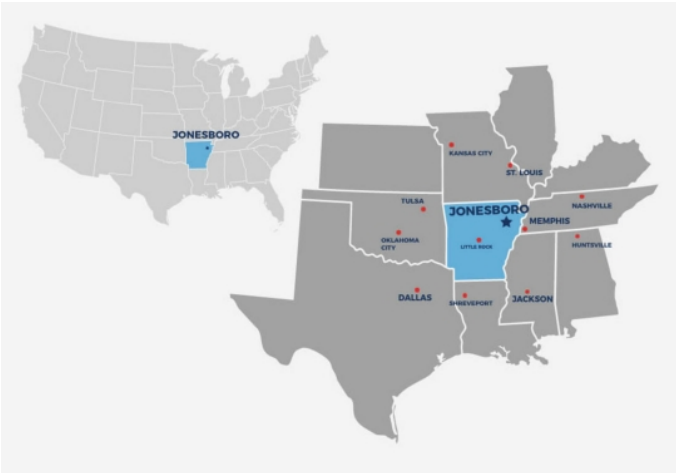 JONESBORO
KANSAS CITY
ST. LOUIS
TULSA
JONESBORO
NASHVILLE
MEMPHIS
OKLAHOMA
CITY
LITTLE ROCK
HUNTSVILLE
DALLAS
SHREVEPORT
JACKSON